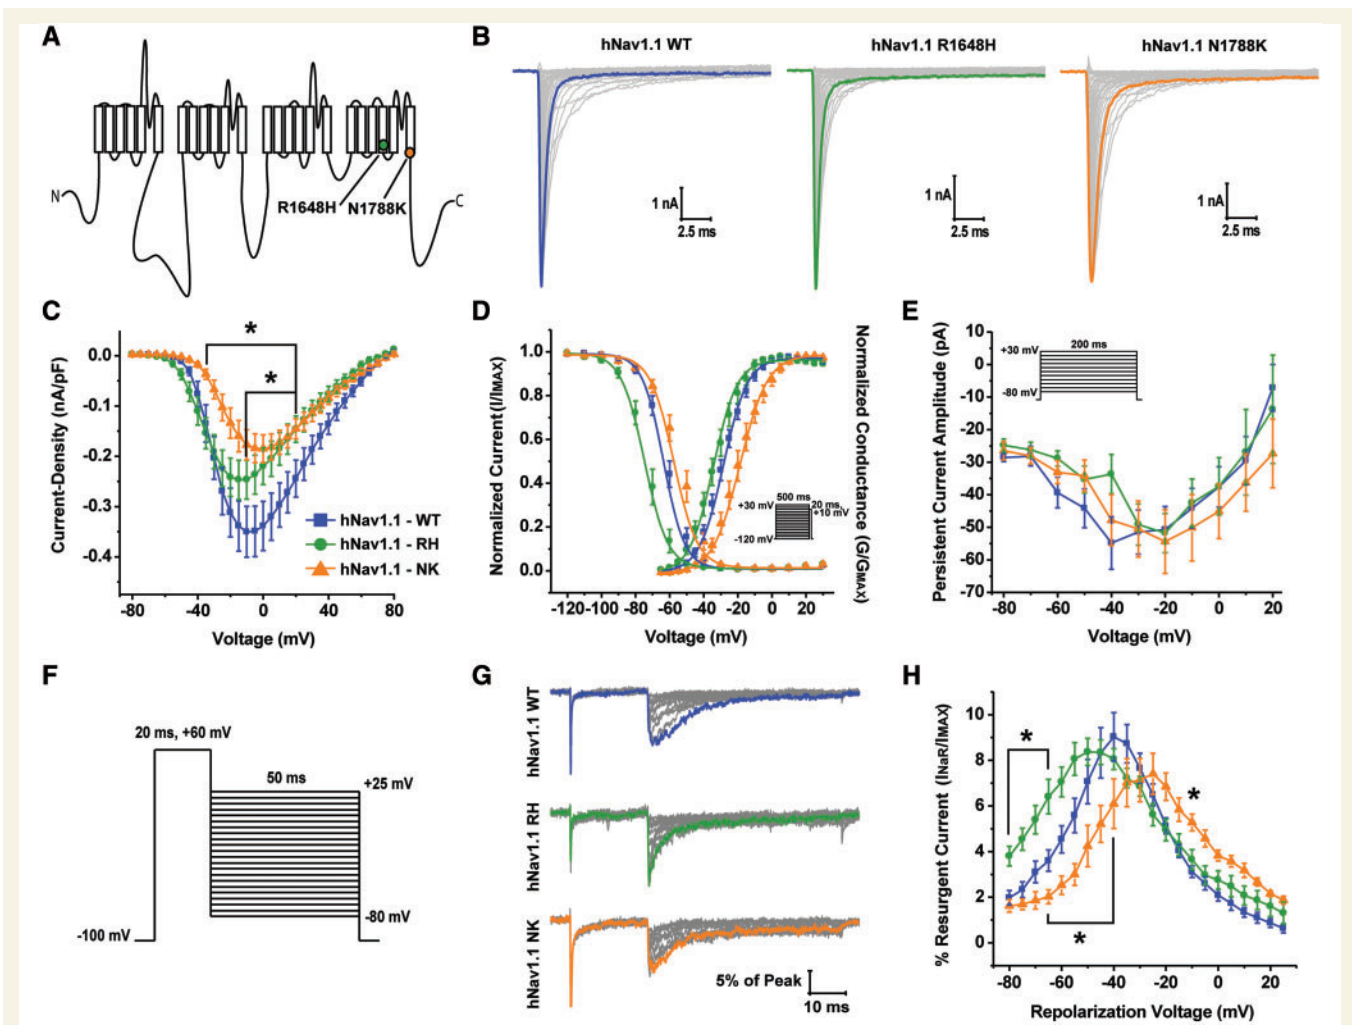 A
N
R1648H
N1788K
C
B
hNav1.1 WT
hNav1.1 R1648H
hNav1.1 N1788K
1 nA
2.5 ms
1 nA
2.5 ms
1 nA
2.5 ms
C
Current-Density (nA/pF)
0.0
-0.1
-0.2
-0.3
-0.4
*
*
hNav1.1 - WT
hNav1.1 - RH
hNav1.1 - NK
-80 -40 0 40 80
Voltage (mV)
D
Normalized Current (I/IMAX)
1.0
0.8
0.6
0.4
0.2
0.0
500 ms
+30 mV
20 ms,
+10 mV
-120 mV
-120 -100 -80 -60 -40 -20 0 20
Voltage (mV)
Normalized Conductance (G/GMAX)
E
Persistent Current Amplitude (pA)
10
0
-10
-20
-30
-40
-50
-60
-70
200 ms
+30 mV
-80 mV
-80 -60 -40 -20 0 20
Voltage (mV)
F
20 ms, +60 mV
50 ms
+25 mV
-80 mV
-100 mV
G
hNav1.1 WT
hNav1.1 RH
hNav1.1 NK
5% of Peak
10 ms
H
% Resurgent Current (INaR/IMAX)
10
8
6
4
2
0
*
*
*
-80 -60 -40 -20 0 20
Repolarization Voltage (mV)